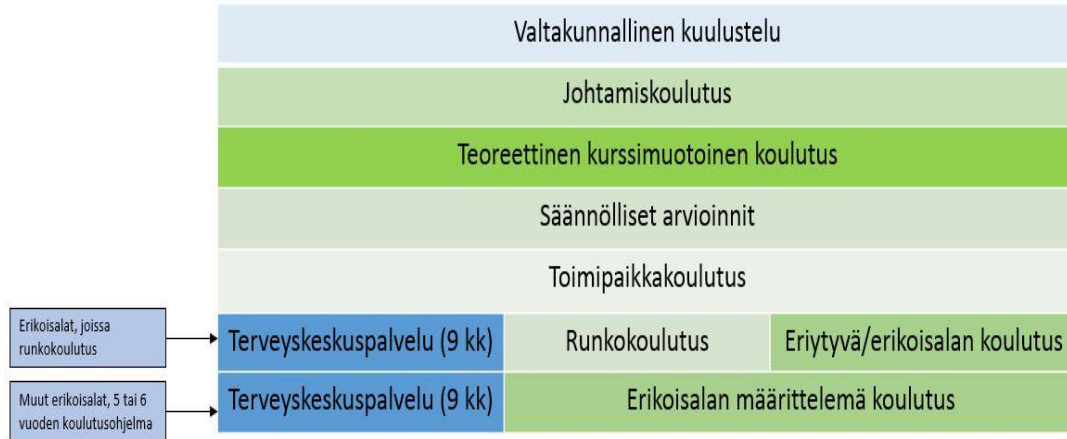 Valtakunnallinen kuulustelu
Johtamiskoulutus
Teoreettinen kurssimuotoinen koulutus
Säännölliset arvioinnit
Toimipaikkakoulutus
Erikoisalat, joissa
runkokoulutus
Terveyskeskuspalvelu (9 kk)
Runkokoulutus
Eriytyvä/erikoisalan koulutus
Muut erikoisalat, 5 tai 6
vuoden koulutusohjelma
Terveyskeskuspalvelu (9 kk)
Erikoisalan määrittelemä koulutus